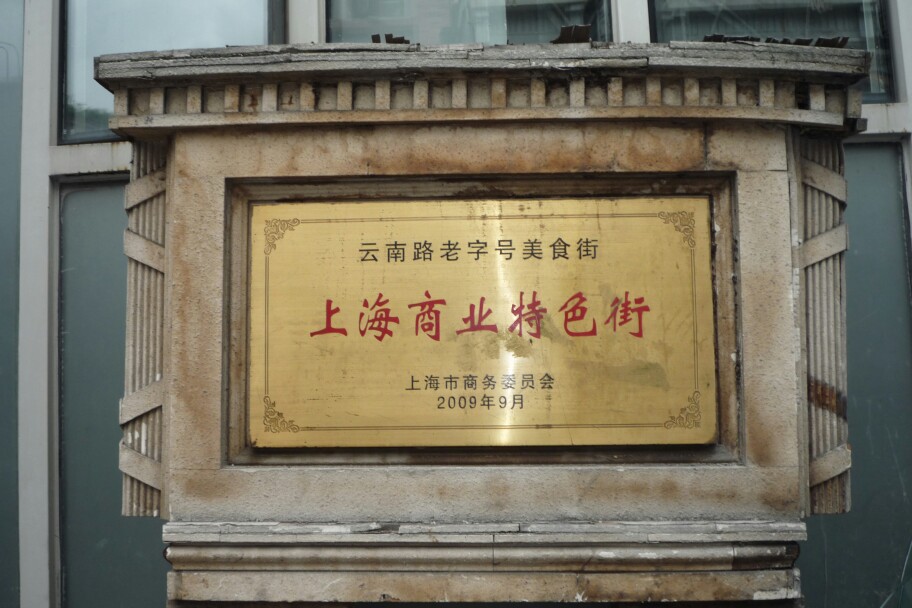 云南路老字号美食街
上海商业特色街
上海市商务委员会
2009年9月